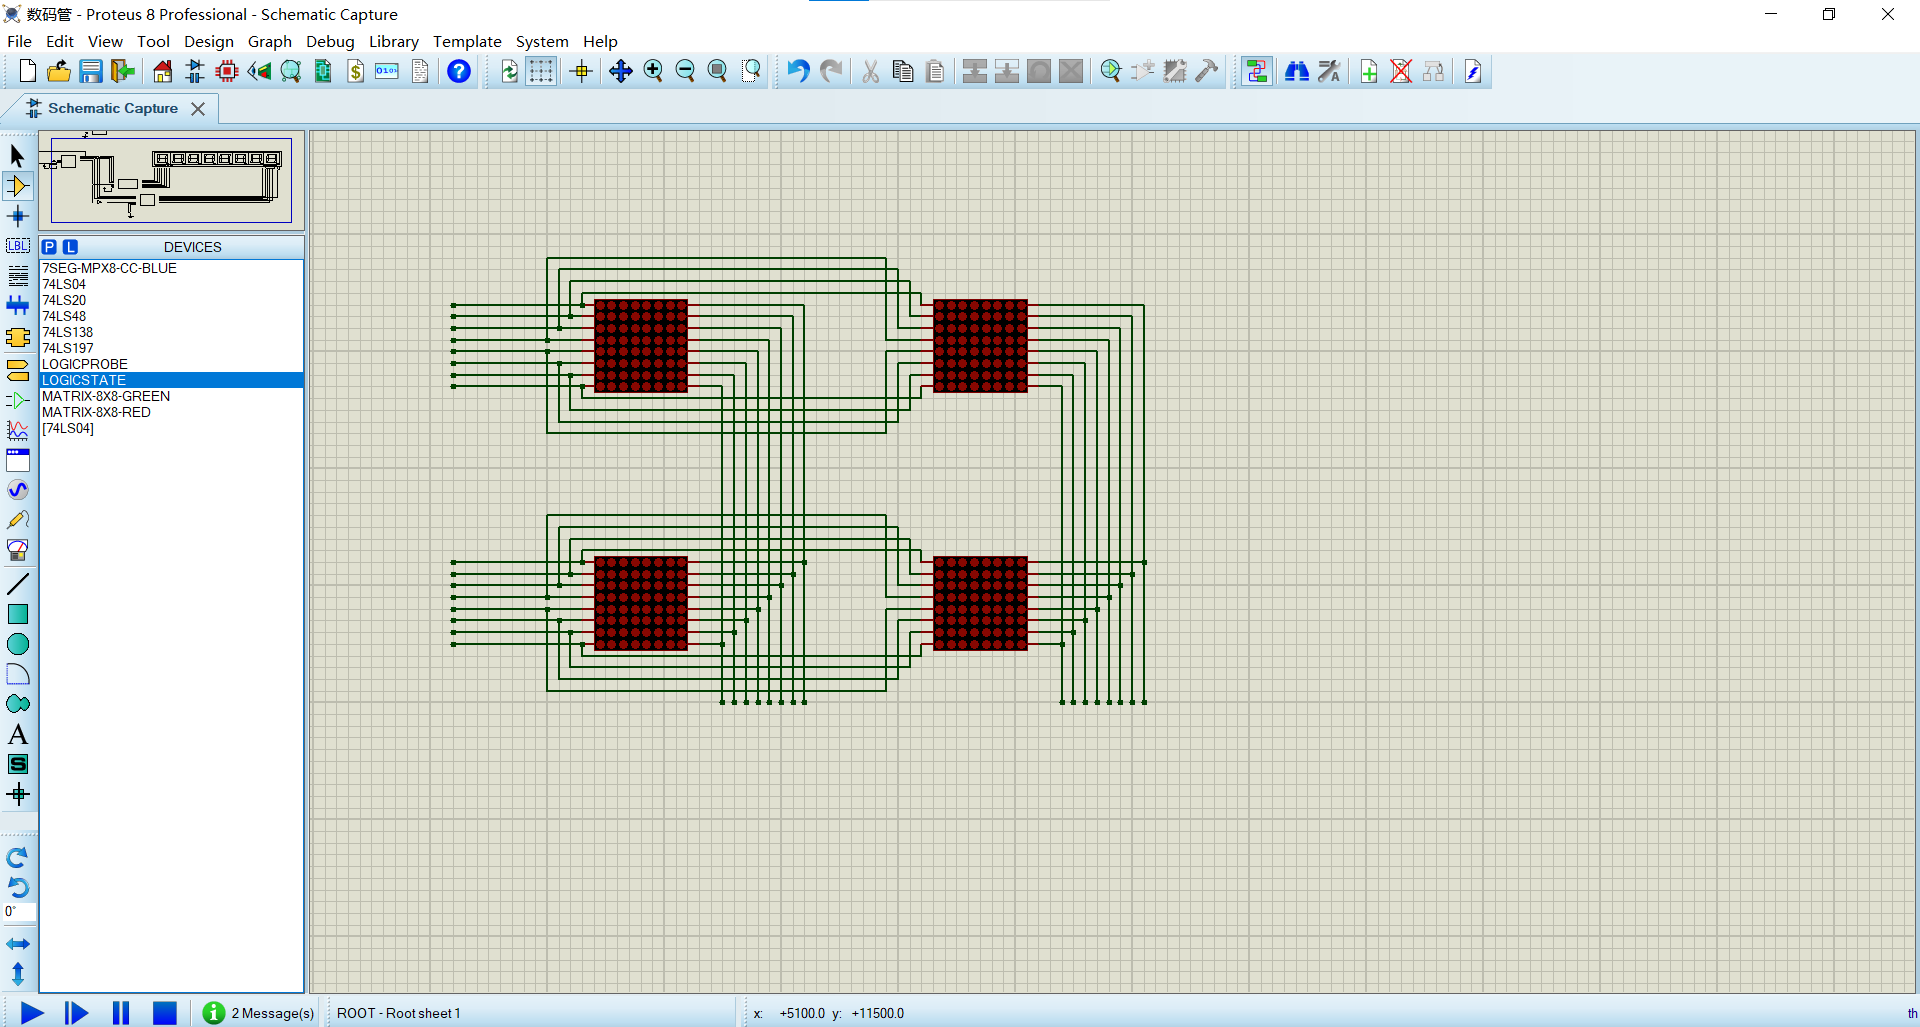 数码管 - Proteus 8 Professional - Schematic Capture
File Edit View Tool Design Graph Debug Library Template System Help
Schematic Capture
P L DEVICES
7SEG-MPX8-CC-BLUE
74LS04
74LS20
74LS48
74LS138
74LS197
LOGICPROBE
LOGICSTATE
MATRIX-8X8-GREEN
MATRIX-8X8-RED
[74LS04]
LBL
A
S
0°
2 Message(s) ROOT - Root sheet 1 x: +5100.0 y: +11500.0 th